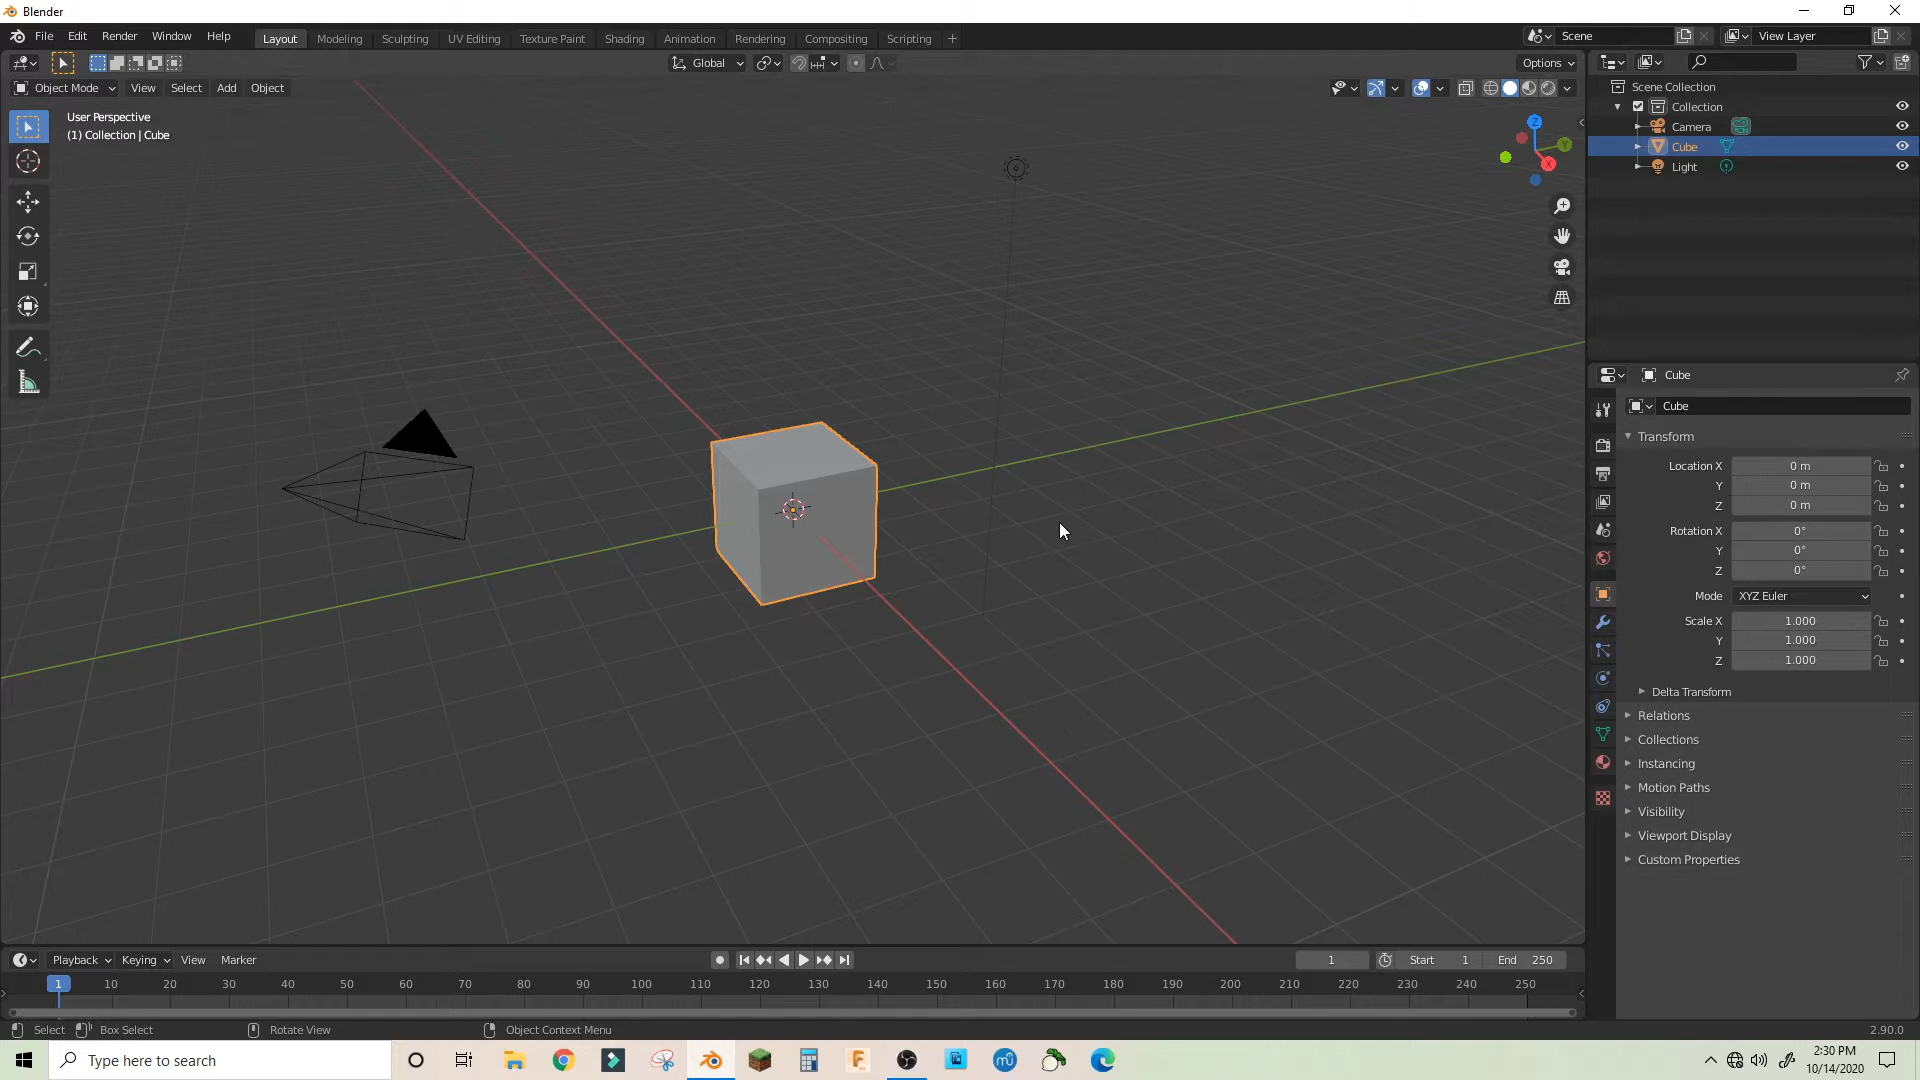 Blender
File Edit Render Window Help
Layout Modeling Sculpting UV Editing Texture Paint Shading Animation Rendering Compositing Scripting +
Scene
View Layer
Global
Options
Object Mode View Select Add Object
User Perspective
(1) Collection | Cube
Z
Y
X
Scene Collection
Collection
Camera
Cube
Light
Cube
Cube
Transform
Location X 0 m
Y 0 m
Z 0 m
Rotation X 0°
Y 0°
Z 0°
Mode XYZ Euler
Scale X 1.000
Y 1.000
Z 1.000
Delta Transform
Relations
Collections
Instancing
Motion Paths
Visibility
Viewport Display
Custom Properties
Playback Keying View Marker
1 Start 1 End 250
1 10 20 30 40 50 60 70 80 90 100 110 120 130 140 150 160 170 180 190 200 210 220 230 240 250
Select Box Select Rotate View Object Context Menu 2.90.0
Type here to search
2:30 PM
10/14/2020